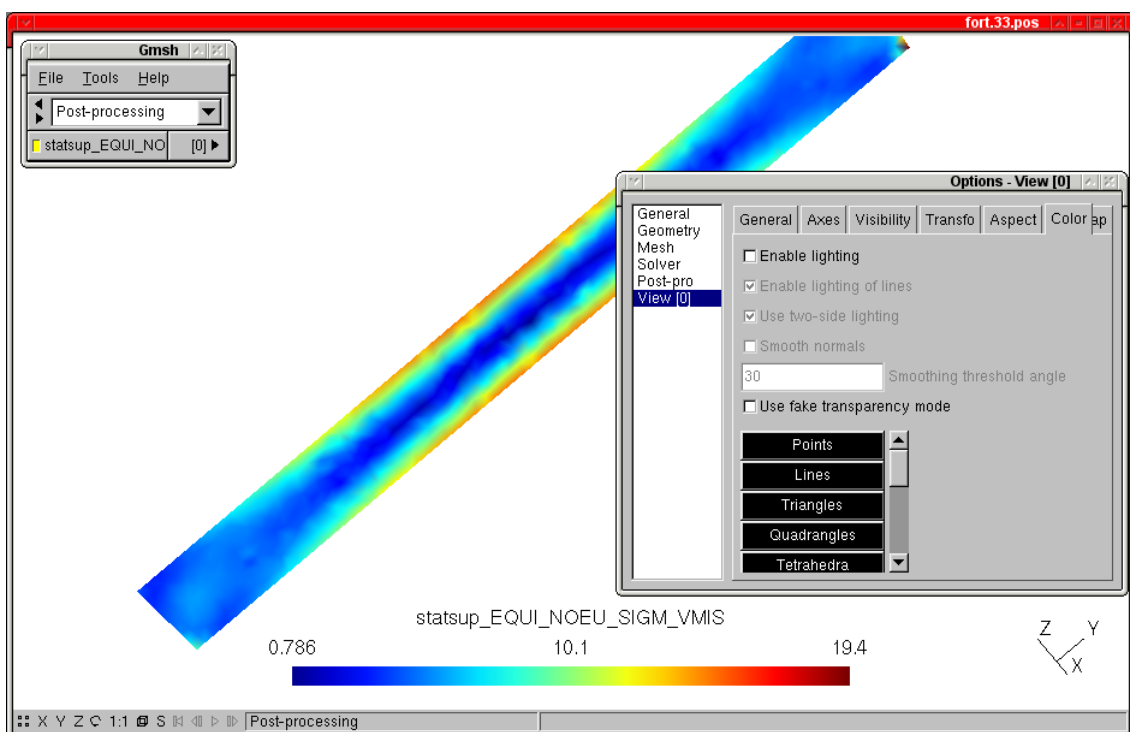 fort.33.pos
Gmsh
File Tools Help
Post-processing
statsup_EQUI_NO [0]
Options - View [0]
General
Geometry
Mesh
Solver
Post-pro
View [0]
General Axes Visibility Transfo Aspect Color ap
Enable lighting
Enable lighting of lines
Use two-side lighting
Smooth normals
30 Smoothing threshold angle
Use fake transparency mode
Points
Lines
Triangles
Quadrangles
Tetrahedra
statsup_EQUI_NOEU_SIGM_VMIS
0.786 10.1 19.4
Z Y
X
X Y Z 1:1 S Post-processing